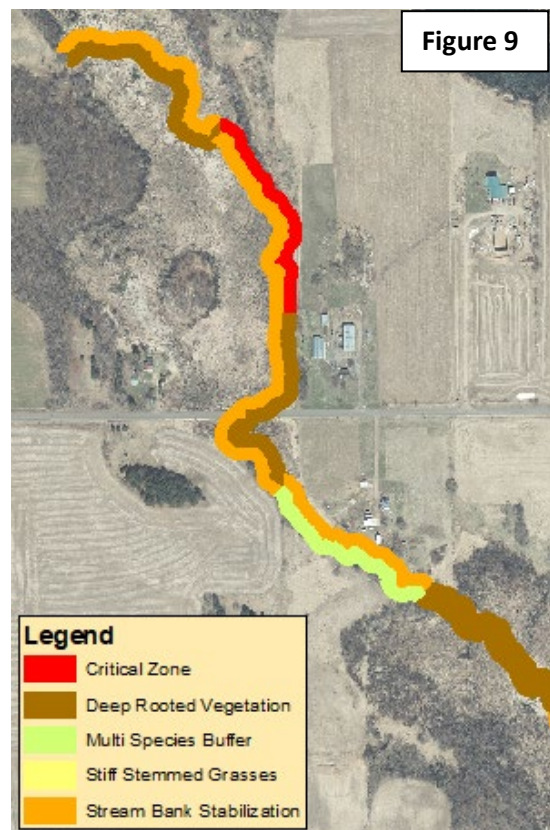 Figure 9
Legend
Critical Zone
Deep Rooted Vegetation
Multi Species Buffer
Stiff Stemmed Grasses
Stream Bank Stabilization